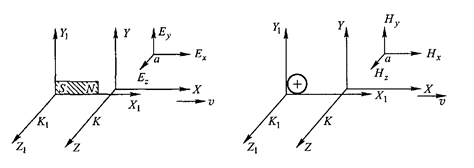 Y₁ Y E_y
a E_x
E_z
S N X
K₁ X₁ v
K
Z₁ Z
Y₁ Y H_y
a H_x
H_z
+ X
K₁ X₁ v
K
Z₁ Z